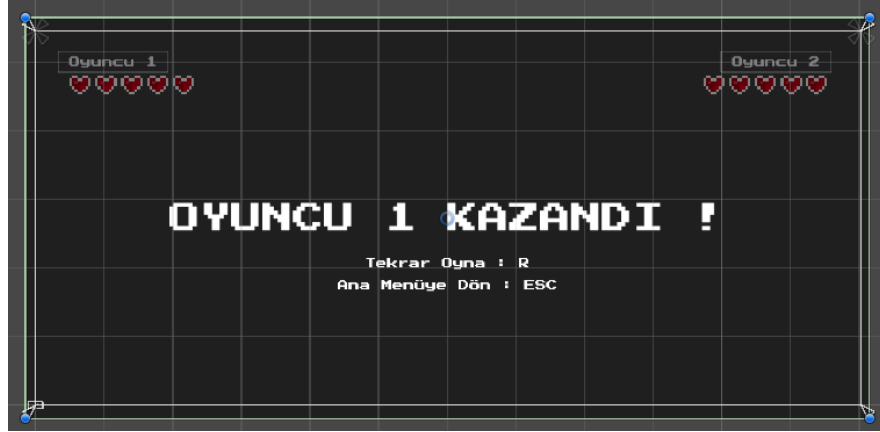 Oyuncu 1
Oyuncu 2
OYUNCU 1 KAZANDI !
Tekrar Oyna : R
Ana Menüye Dön : ESC